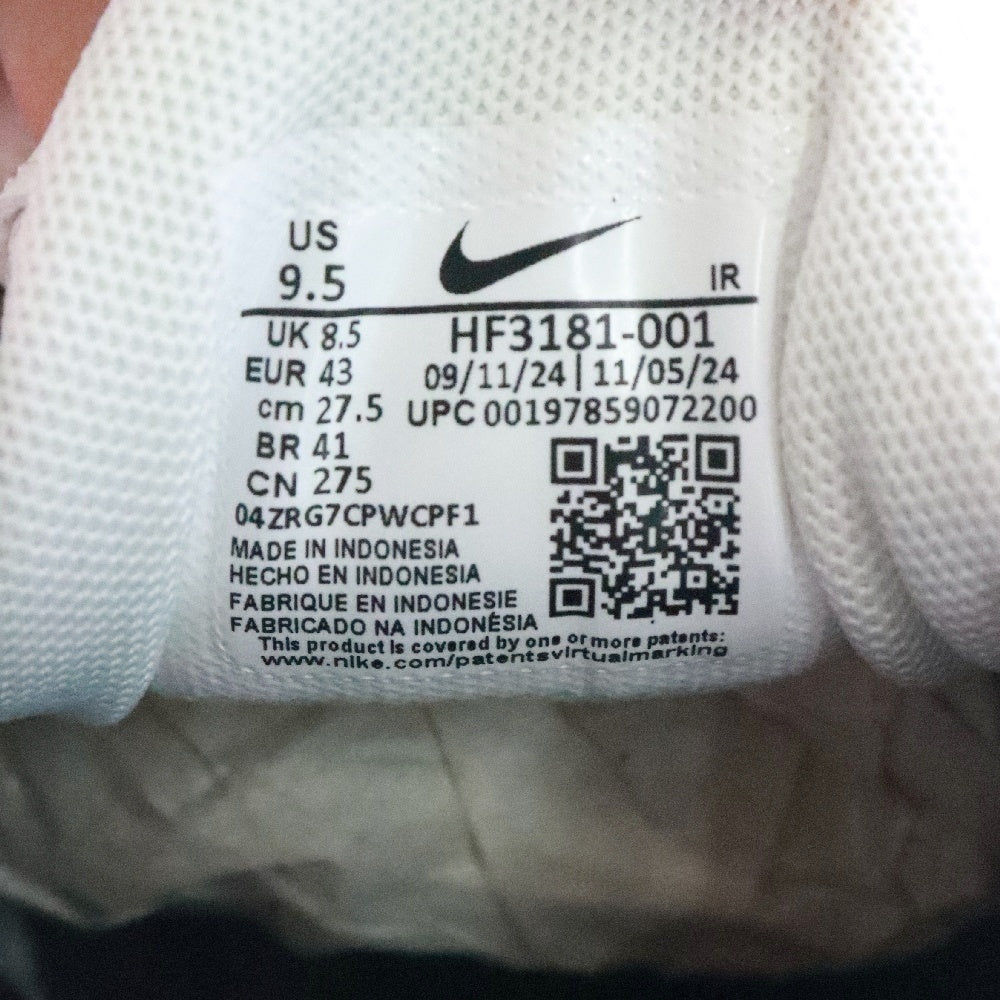 US
9.5
IR
UK 8.5
HF3181-001
EUR 43
09/11/24 | 11/05/24
cm 27.5
UPC 00197859072200
BR 41
CN 275
04ZRG7CPWCPF1
MADE IN INDONESIA
HECHO EN INDONESIA
FABRIQUE EN INDONESIE
FABRICADO NA INDONÉSIA
This product is covered by one or more patents:
www.nike.com/patentsvirtualmarking